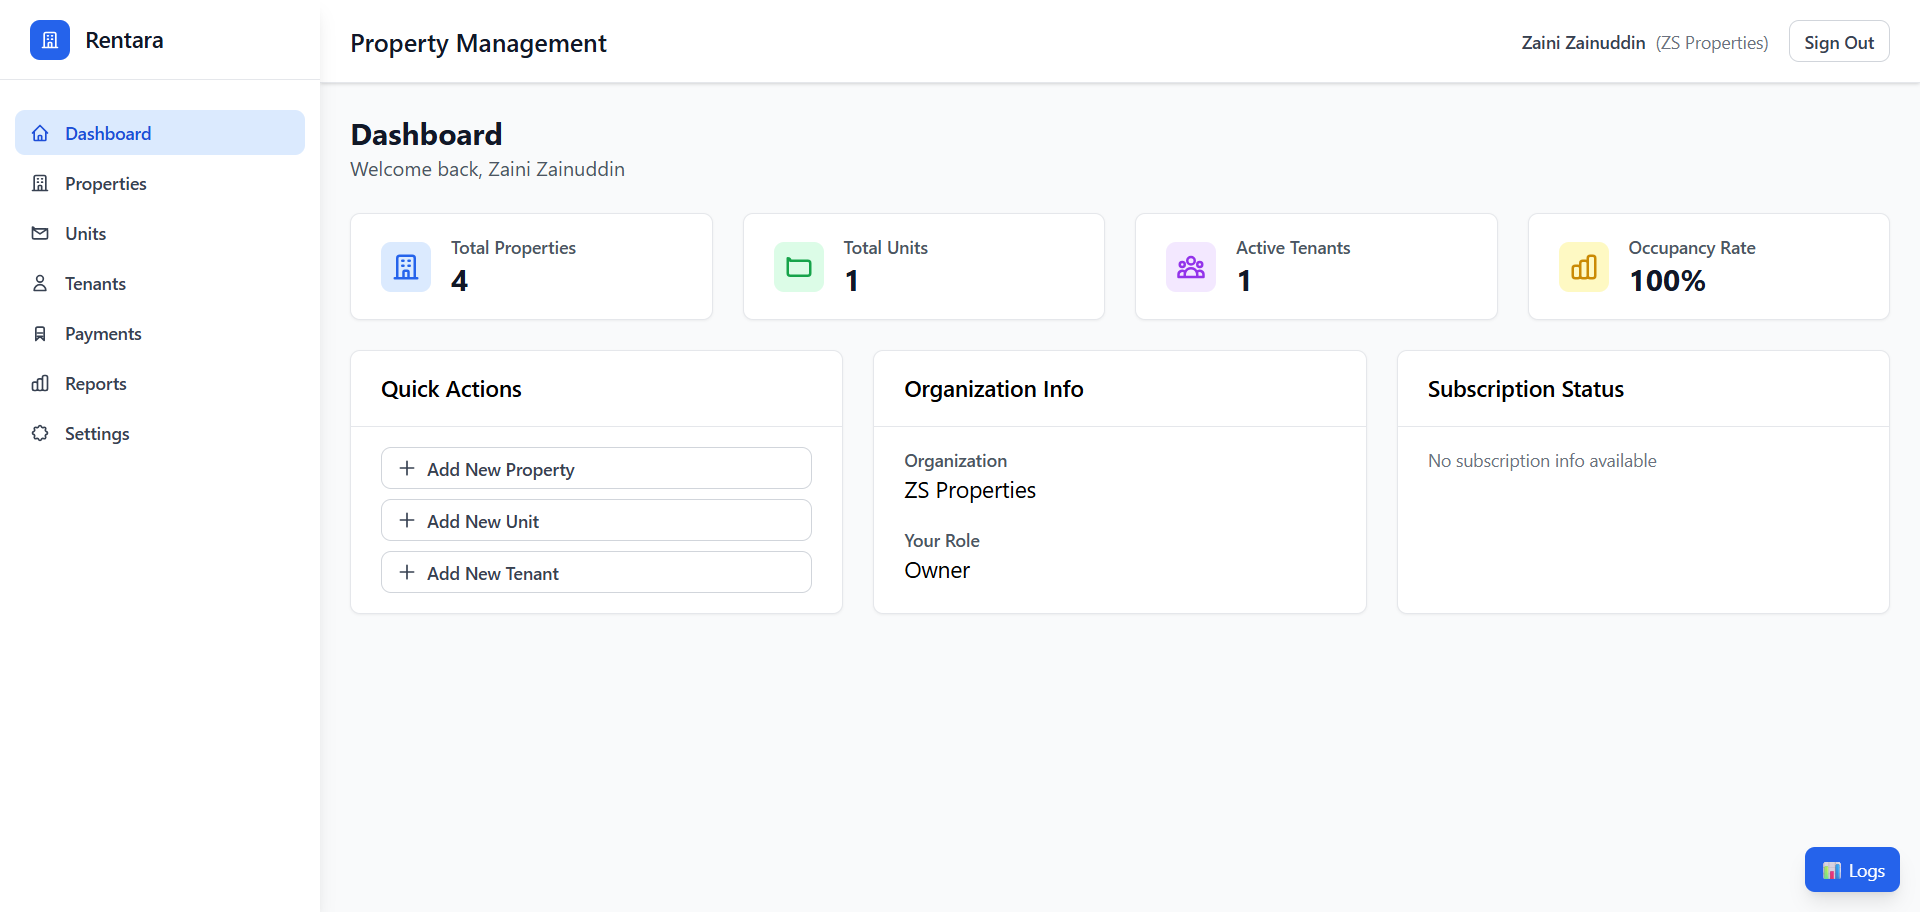 Rentara
Property Management
Zaini Zainuddin (ZS Properties)
Sign Out
Dashboard
Properties
Units
Tenants
Payments
Reports
Settings
Dashboard
Welcome back, Zaini Zainuddin
Total Properties
4
Total Units
1
Active Tenants
1
Occupancy Rate
100%
Quick Actions
Add New Property
Add New Unit
Add New Tenant
Organization Info
Organization
ZS Properties
Your Role
Owner
Subscription Status
No subscription info available
Logs